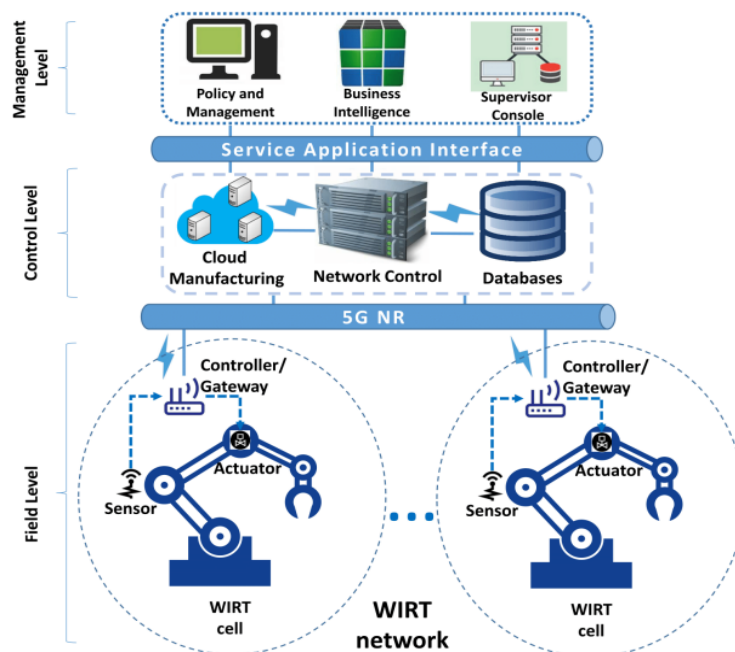 Management
Level
Policy and
Management
Business
Intelligence
Supervisor
Console
Service Application Interface
Control Level
Cloud
Manufacturing
Network Control
Databases
5G NR
Field Level
Controller/
Gateway
Actuator
Sensor
WIRT
cell
WIRT
network
Controller/
Gateway
Actuator
Sensor
WIRT
cell